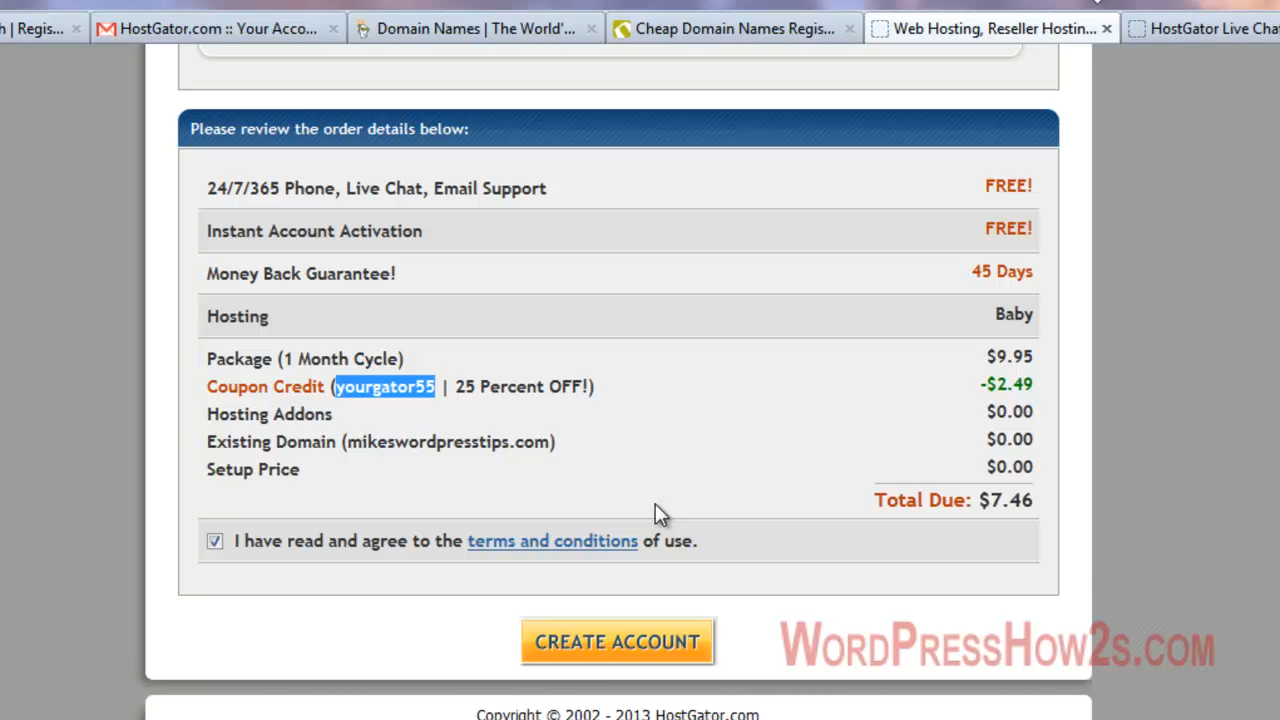 h | Regis...
HostGator.com :: Your Acco...
Domain Names | The World'...
Cheap Domain Names Regis...
Web Hosting, Reseller Hostin...
HostGator Live Cha
Please review the order details below:
24/7/365 Phone, Live Chat, Email Support FREE!
Instant Account Activation FREE!
Money Back Guarantee! 45 Days
Hosting Baby
Package (1 Month Cycle) $9.95
Coupon Credit (yourgator55 | 25 Percent OFF!) -$2.49
Hosting Addons $0.00
Existing Domain (mikeswordpresstips.com) $0.00
Setup Price $0.00
Total Due: $7.46
I have read and agree to the terms and conditions of use.
CREATE ACCOUNT
WordPressHow2s.com
Copyright © 2002 - 2013 HostGator.com